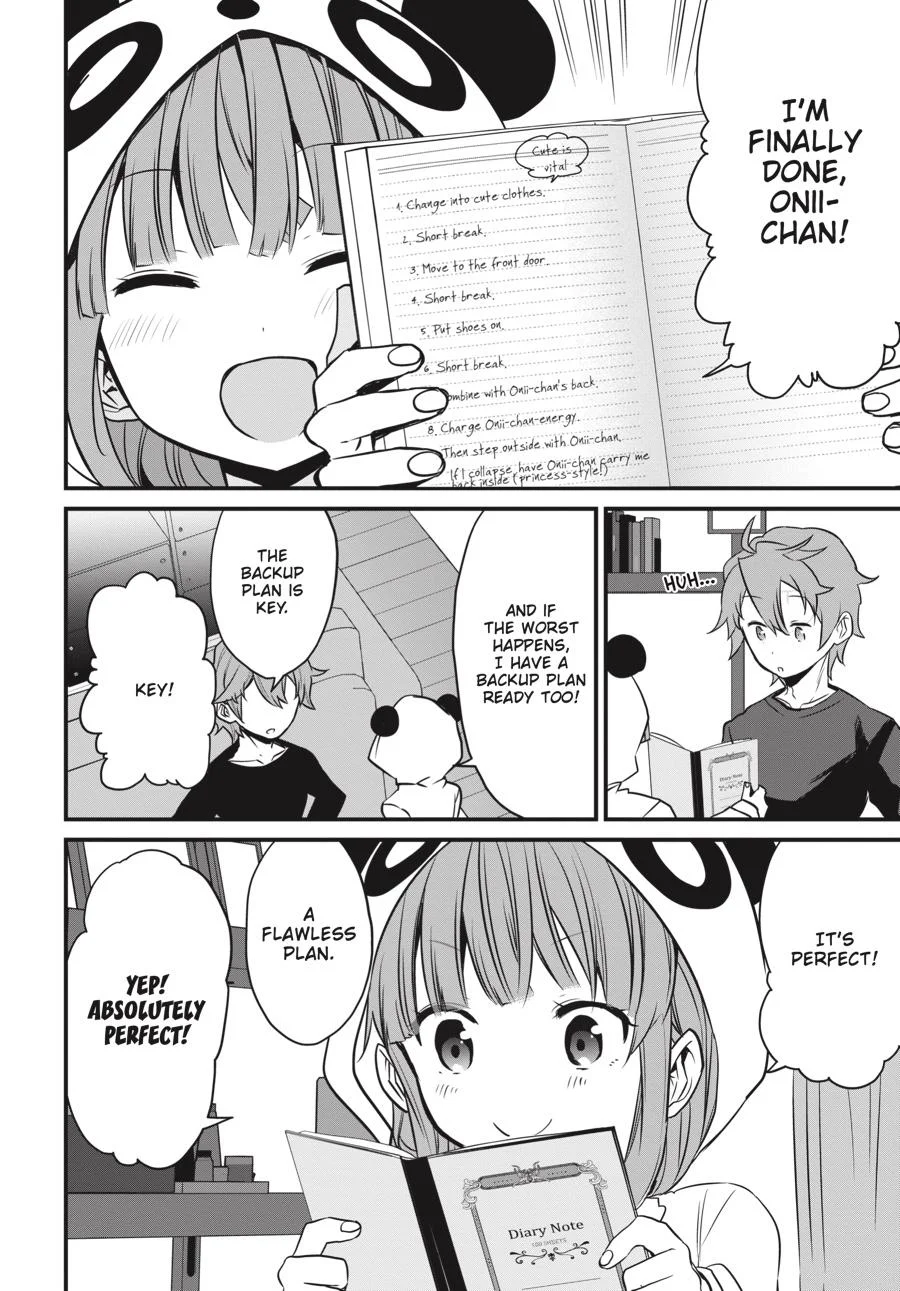 I'M
FINALLY
DONE,
ONII-
CHAN!
Cute is
vital
1. Change into cute clothes.
2. Short break.
3. Move to the front door.
4. Short break.
5. Put shoes on.
6. Short break.
ombine with Onii-chan's back.
8. Charge Onii-chan-energy.
Then step outside with Onii-chan.
If I collapse, have Onii-chan carry me
back inside (princess-style!)
HUH...
Diary Note
AND IF
THE WORST
HAPPENS,
I HAVE A
BACKUP PLAN
READY TOO!
THE
BACKUP
PLAN IS
KEY.
KEY!
IT'S
PERFECT!
A
FLAWLESS
PLAN.
YEP!
ABSOLUTELY
PERFECT!
Diary Note
100 SHEETS